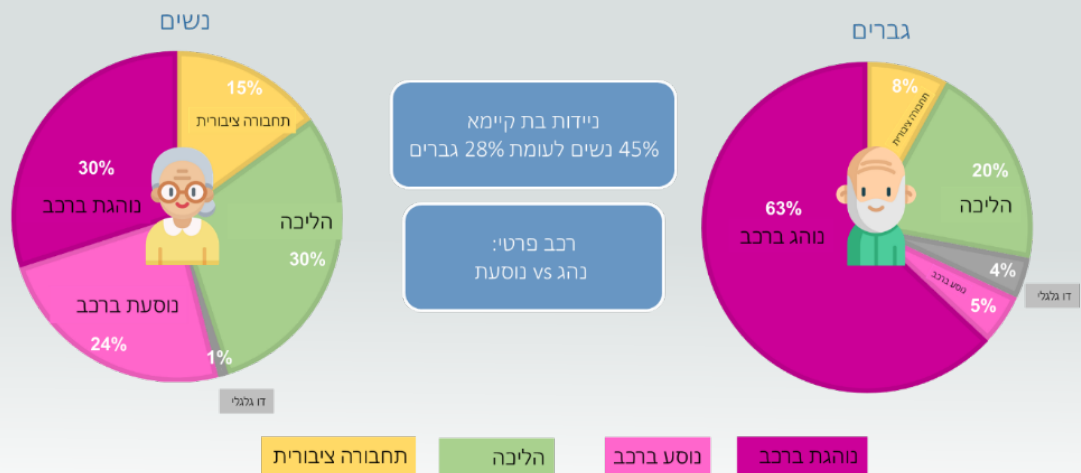 גברים
8%
תחבורה ציבורית
20%
הליכה
4%
דו גלגלי
5%
נוסע ברכב
63%
נוהג ברכב
ניידות בת קיימא
45% נשים לעומת 28% גברים
רכב פרטי:
נהג vs נוסעת
נשים
15%
תחבורה ציבורית
הליכה
30%
1%
דו גלגלי
נוסעת ברכב
24%
30%
נוהגת ברכב
נוהגת ברכב
נוסע ברכב
הליכה
תחבורה ציבורית